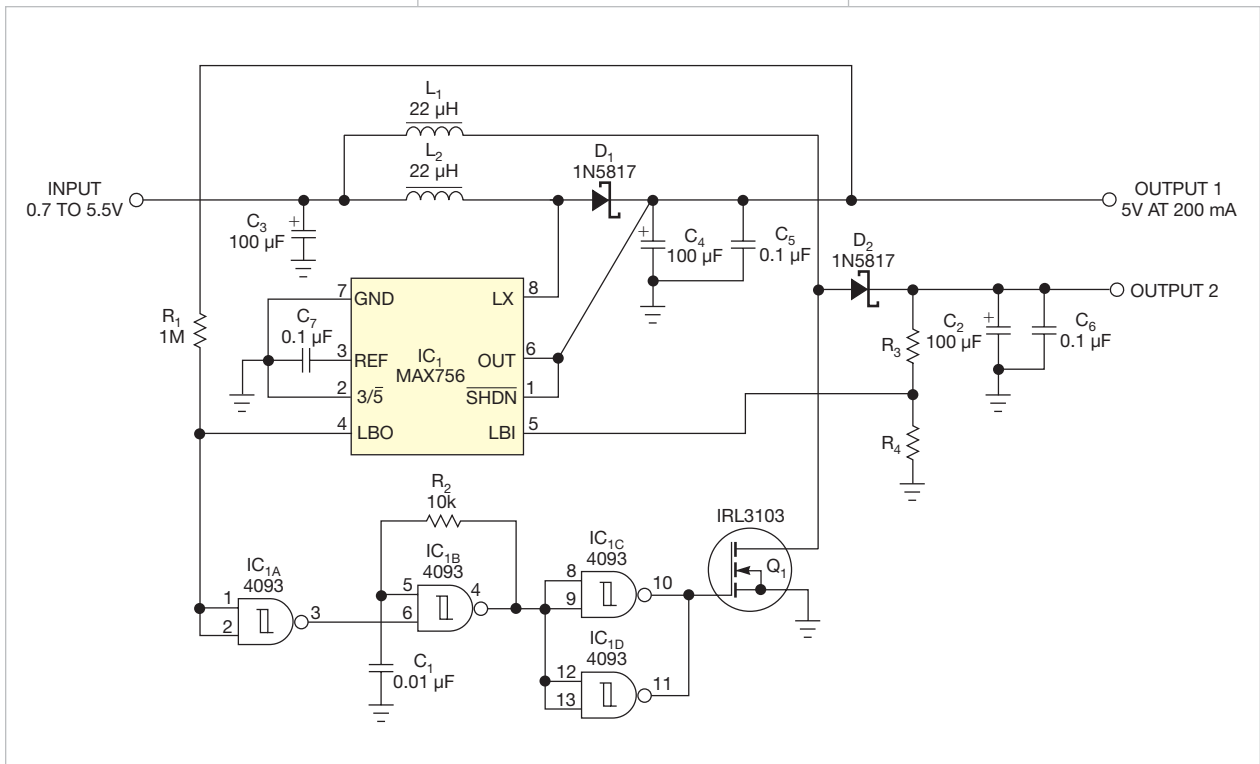 L1
22 µH
L2
22 µH
D1
1N5817
INPUT
0.7 TO 5.5V
OUTPUT 1
5V AT 200 mA
C3
100 µF
+
C4
100 µF
+
C5
0.1 µF
D2
1N5817
OUTPUT 2
R1
1M
7
GND
LX
8
C7
0.1 µF
3
REF
IC1
MAX756
OUT
6
2
3/5̅
S̅H̅D̅N̅
1
4
LBO
LBI
5
R3
C2
100 µF
+
C6
0.1 µF
R4
R2
10k
IRL3103
Q1
IC1A
4093
1
2
3
IC1B
4093
5
6
4
IC1C
4093
8
9
10
C1
0.01 µF
IC1D
4093
12
13
11